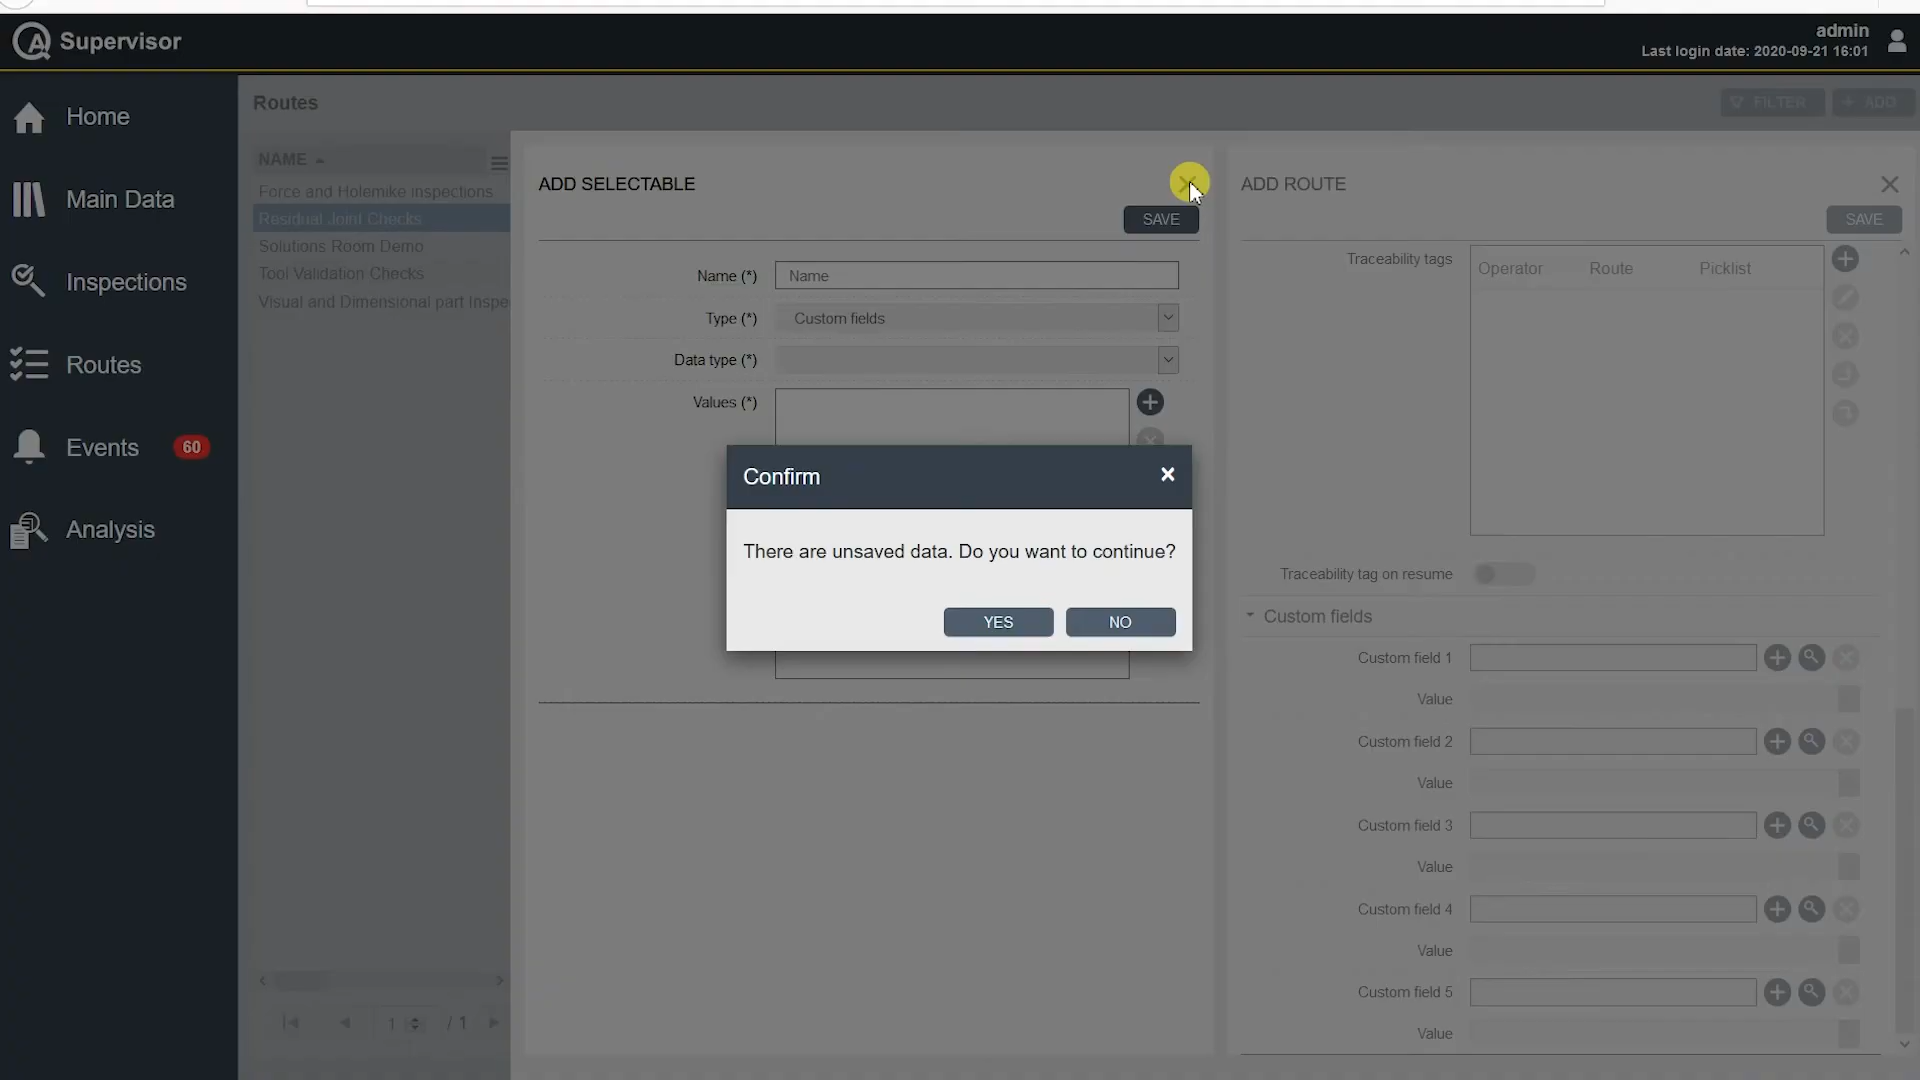 Supervisor
admin
Last login date: 2020-09-21 16:01
Home
Main Data
Inspections
Routes
Events
60
Analysis
Routes
FILTER
+ ADD
NAME
Force and Holemike inspections
Residual Joint Checks
Solutions Room Demo
Tool Validation Checks
Visual and Dimensional part Inspe
1 / 1
ADD SELECTABLE
SAVE
Name (*)
Name
Type (*)
Custom fields
Data type (*)
Values (*)
Confirm
There are unsaved data. Do you want to continue?
YES
NO
ADD ROUTE
SAVE
Traceability tags
Operator Route Picklist
Traceability tag on resume
Custom fields
Custom field 1
Value
Custom field 2
Value
Custom field 3
Value
Custom field 4
Value
Custom field 5
Value